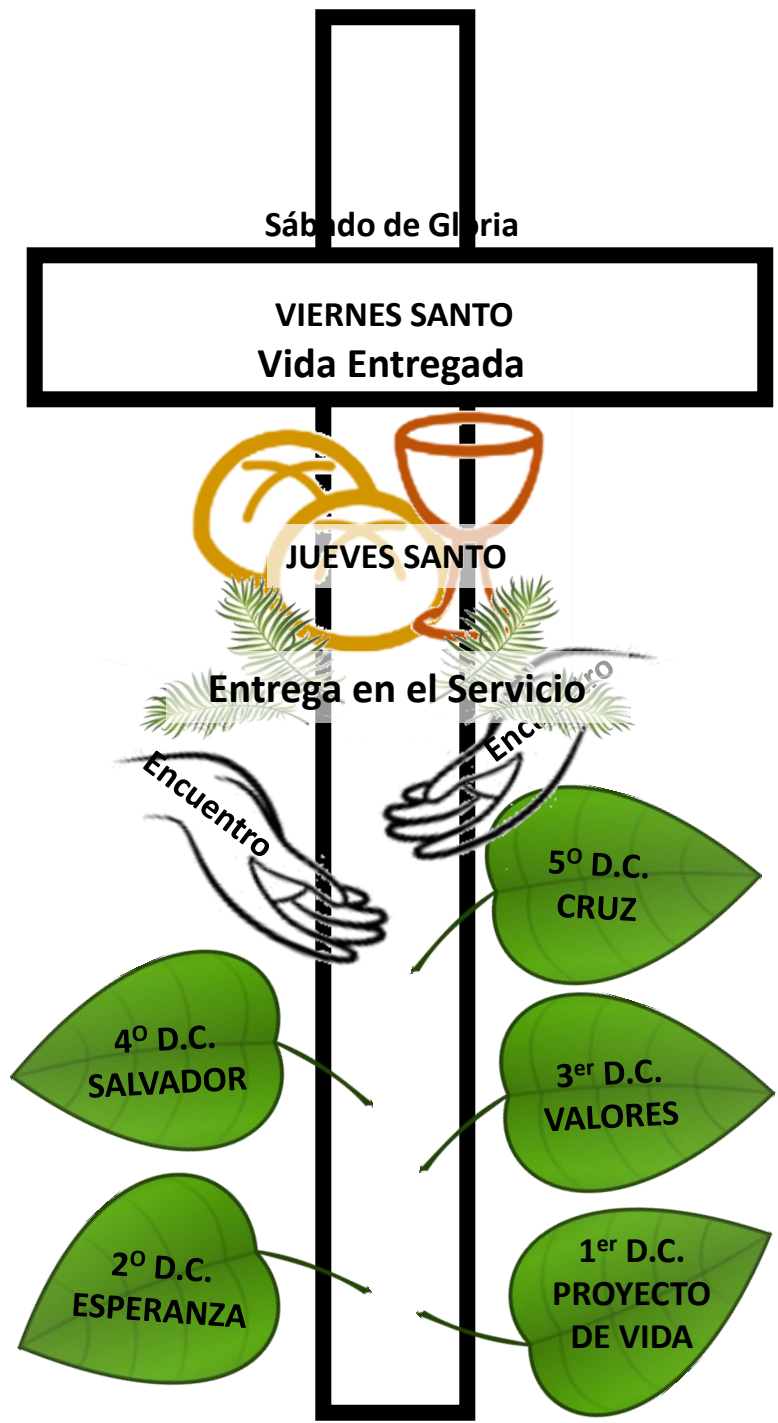 Sábado de Gloria
VIERNES SANTO
Vida Entregada
JUEVES SANTO
Entrega en el Servicio
Encuentro
Encuentro
5º D.C.
CRUZ
4º D.C.
SALVADOR
3er D.C.
VALORES
2º D.C.
ESPERANZA
1er D.C.
PROYECTO
DE VIDA